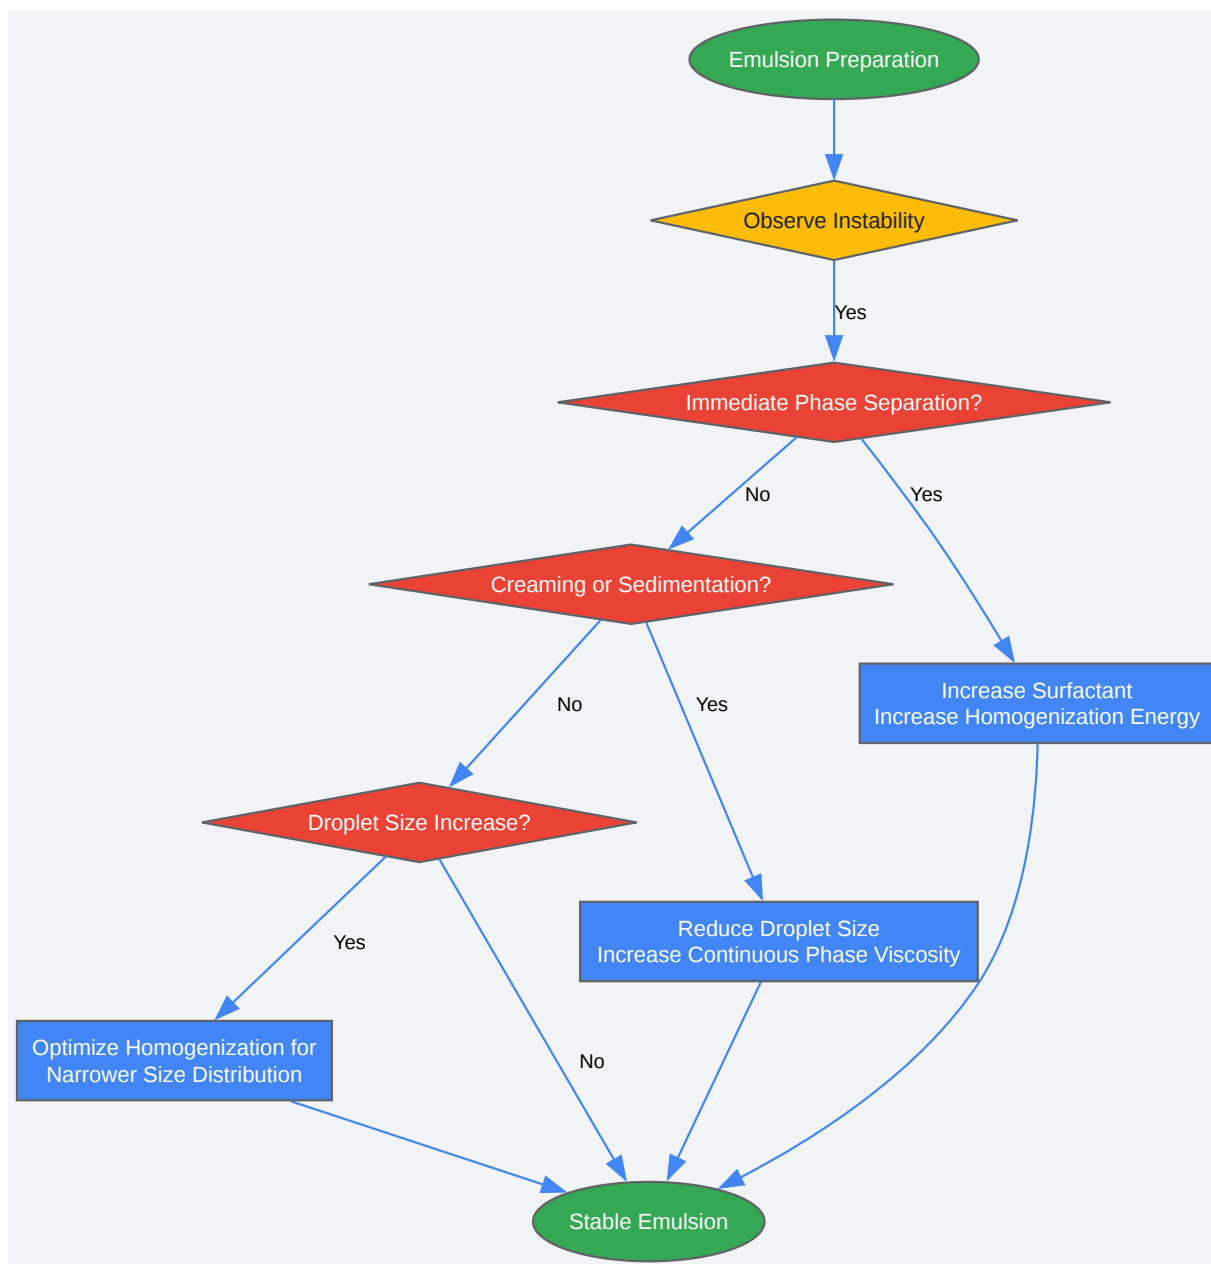 Emulsion Preparation
Observe Instability
Yes
Immediate Phase Separation?
No
Yes
Creaming or Sedimentation?
Increase Surfactant
Increase Homogenization Energy
No
Yes
Droplet Size Increase?
Reduce Droplet Size
Increase Continuous Phase Viscosity
Yes
Optimize Homogenization for
Narrower Size Distribution
No
Stable Emulsion